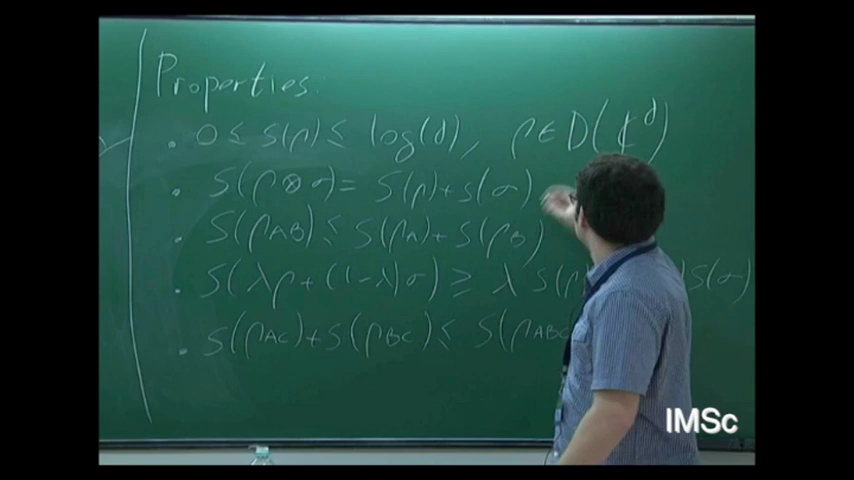 Properties:
. 0 ≤ S(ρ) ≤ log(d), ρ ∈ D(ℂ^d)
. S(ρ⊗σ) = S(ρ)+S(σ)
. S(ρ_AB) ≤ S(ρ_A)+S(ρ_B)
. S(λρ+(1-λ)σ) ≥ λ S(ρ )S(σ)
. S(ρ_AC)+S(ρ_BC) ≤ S(ρ_ABC
IMSc